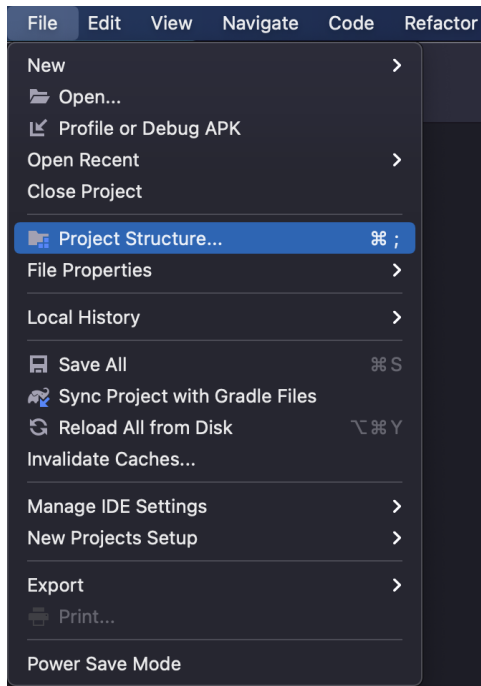 File Edit View Navigate Code Refactor
New
Open...
Profile or Debug APK
Open Recent
Close Project
Project Structure... ⌘ ;
File Properties
Local History
Save All ⌘ S
Sync Project with Gradle Files
Reload All from Disk ⌥ ⌘ Y
Invalidate Caches...
Manage IDE Settings
New Projects Setup
Export
Print...
Power Save Mode